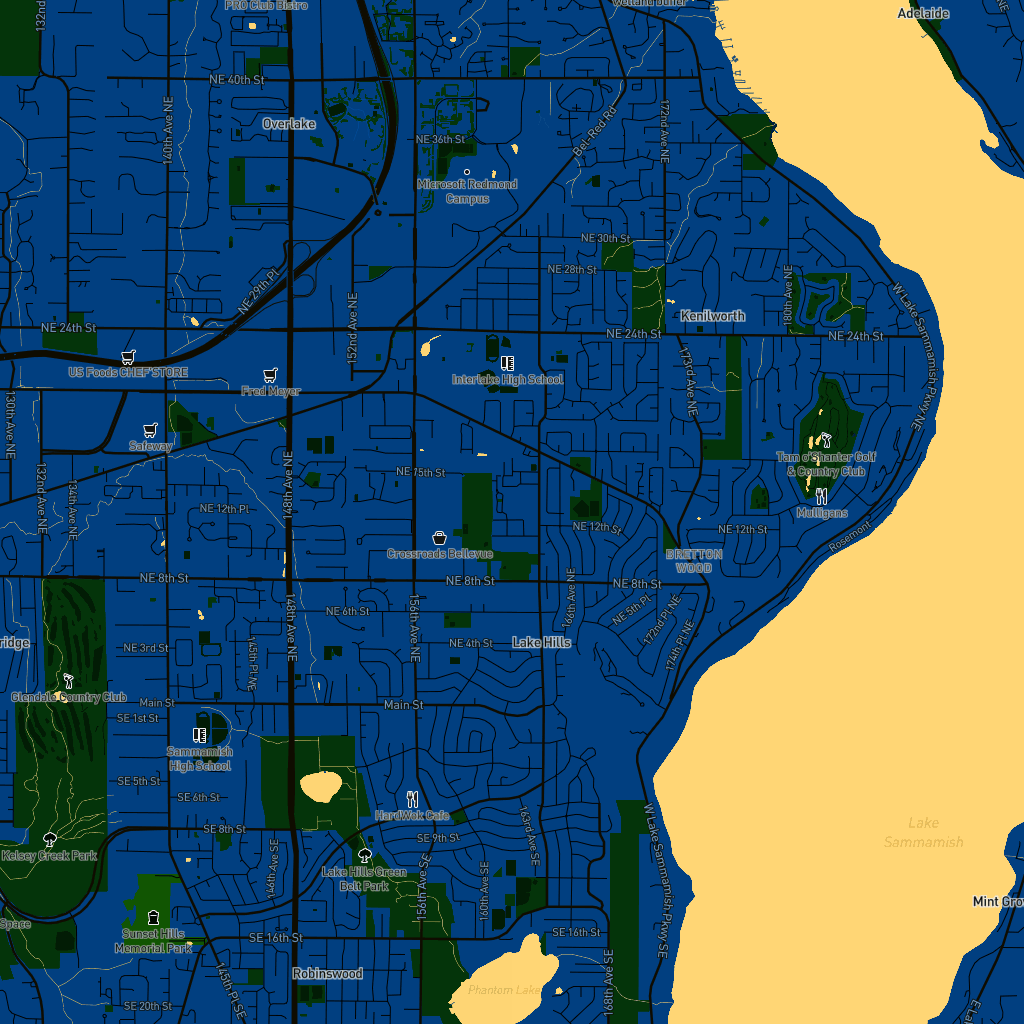 PRO Club Bistro
Wetland buffer
Adelaide
132nd
NE 40th St
140th Ave NE
Overlake
NE 36th St
Bel-Red Rd
172nd Ave NE
Microsoft Redmond
Campus
NE 30th St
NE 28th St
NE 29th Pl
180th Ave NE
W Lake Sammamish Pkwy NE
Kenilworth
NE 24th St
152nd Ave NE
NE 24th St
NE 24th St
US Foods CHEF'STORE
Fred Meyer
Interlake High School
173rd Ave NE
130th Ave NE
Safeway
Tam o'Shanter Golf
& Country Club
132nd Ave NE
134th Ave NE
148th Ave NE
NE 15th St
Mulligans
NE 12th Pl
NE 12th St
NE 12th St
Rosemont
Crossroads Bellevue
BRETTON
WOOD
NE 8th St
NE 8th St
NE 8th St
166th Ave NE
NE 6th St
NE 5th Pl
172nd Pl NE
174th Pl NE
148th Ave NE
156th Ave NE
145th Pl NE
ridge
NE 3rd St
NE 4th St
Lake Hills
Glendale Country Club
Main St
Main St
SE 1st St
Sammamish
High School
SE 5th St
SE 6th St
HardWok Cafe
163rd Ave SE
W Lake Sammamish Pkwy SE
Lake
Sammamish
SE 8th St
SE 9th St
Kelsey Creek Park
146th Ave SE
Lake Hills Green
Belt Park
156th Ave SE
160th Ave SE
Mint Grov
Space
Sunset Hills
Memorial Park
SE 16th St
SE 16th St
145th Pl SE
Robinswood
168th Ave SE
Phantom Lake
SE 20th St
E La